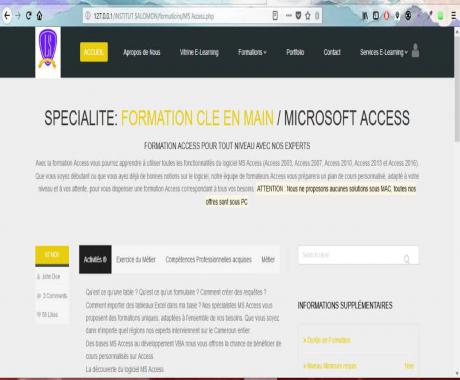 127.0.0.1/INSTITUT SALOMON/formations/MS Access.php
130%
LS
ACCUEIL
Apropos de Nous
Vitrine E-Learning
Formations
Portfolio
Contact
Services E-Learning
SPECIALITE: FORMATION CLE EN MAIN / MICROSOFT ACCESS
FORMATION ACCESS POUR TOUT NIVEAU AVEC NOS EXPERTS
Avec la formation Access vous pourrez apprendre à utiliser toutes les fonctionnalités du logiciel MS Access (Access 2003, Access 2007, Access 2010, Access 2013 et Access 2016).
Que vous soyez débutant ou que vous ayez déjà de bonnes notions sur le logiciel, notre équipe de formateurs Access vous préparera un plan de cours personnalisé, adapté à votre
niveau et à vos attente, pour vous dispenser une formation Access correspondant à tous vos besoins. ATTENTION : Nous ne proposons aucunes solutions sous MAC, toutes nos
offres sont sous PC
07 NOV
John Doe
3 Comments
56 Likes
Activités ®
Exercice du Métier
Compétences Professionnelles acquises
Métier
Qu'est ce qu'une table ? Qu'est ce qu'un formulaire ? Comment créer des requêtes ?
Comment importer des tableaux Excel dans ma base ? Nos spécialistes MS Access vous
proposent des formations uniques, adaptées à l'ensemble de vos besoins. Que vous soyez
dans n'importe quel régions nos experts interviennent sur le Cameroun entier.
Des bases MS Access au développement VBA nous vous offrons la chance de bénéficier de
cours personnalisé sur Access.
La découverte du logiciel MS Access
Search Here
INFORMATIONS SUPPLÉMENTAIRES
Durée de Formation
Niveau Minimum requis